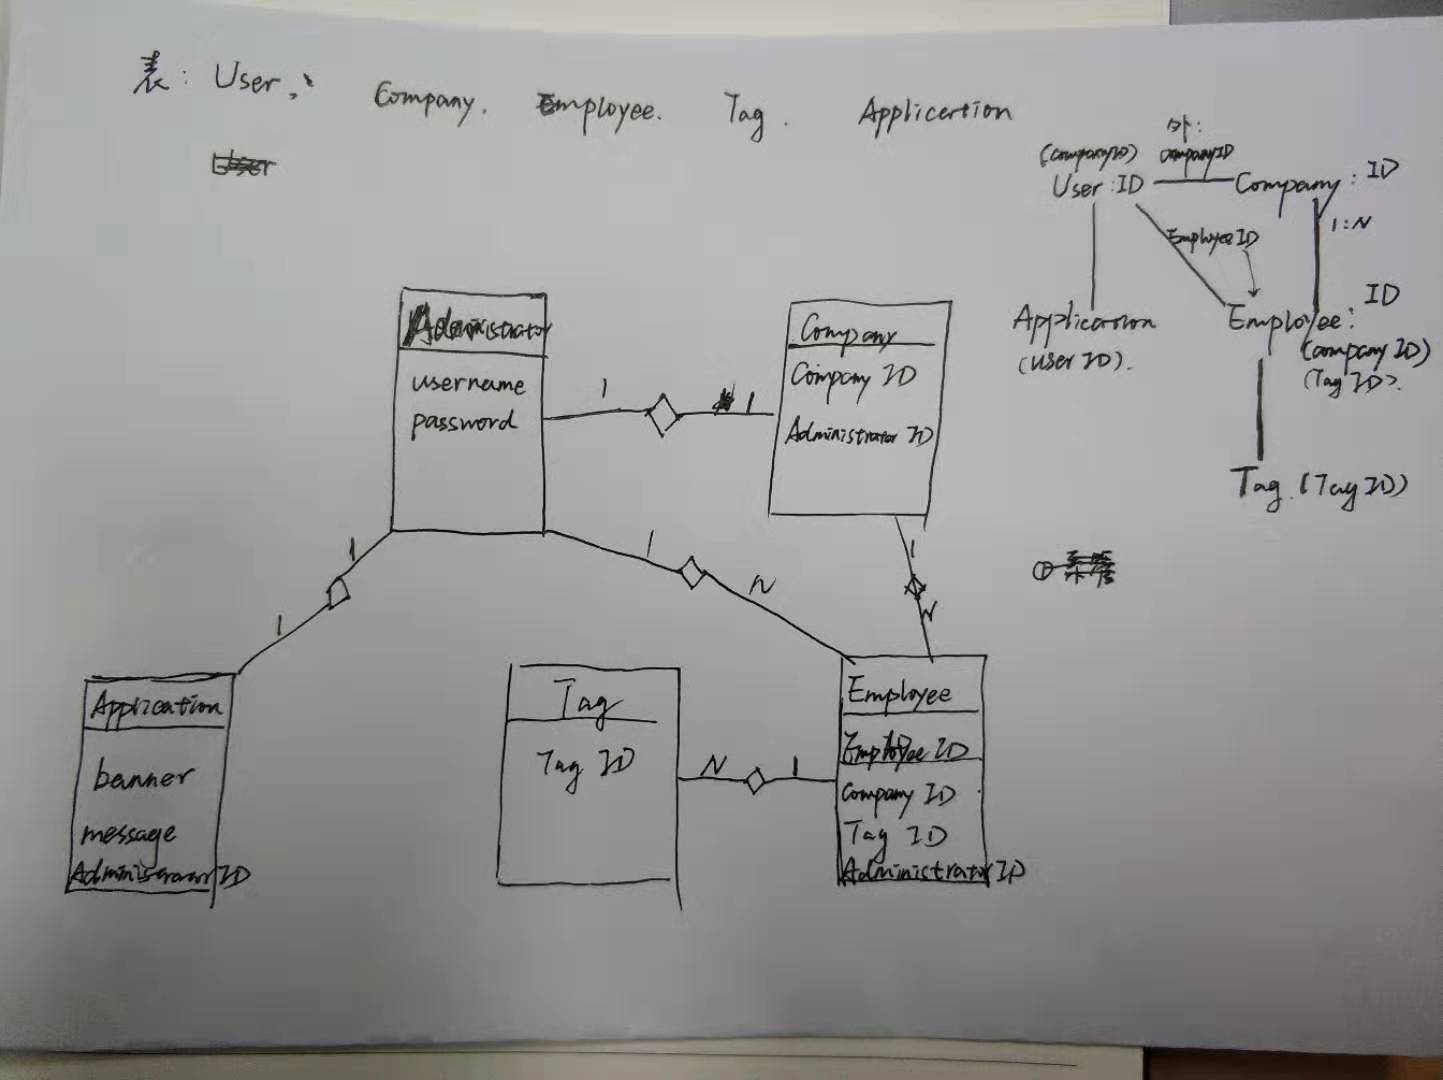 表: User、 Company. Employee. Tag. Applicertion
外:
(CompanyID) CompanyID
User:ID Company: ID
1:N
EmployeeID
ID
Application Employee:
(User ID). (Company ID)
(Tag ID).
Tag. (Tag ID)
Administrator
username
password
1 1
Company
Company ID
Administrator ID
1
1
1
N
1
N
Application
banner
message
Administrator ID
Tag
Tag ID
N 1
Employee
Employee ID
Company ID
Tag ID
Administrator ID
①